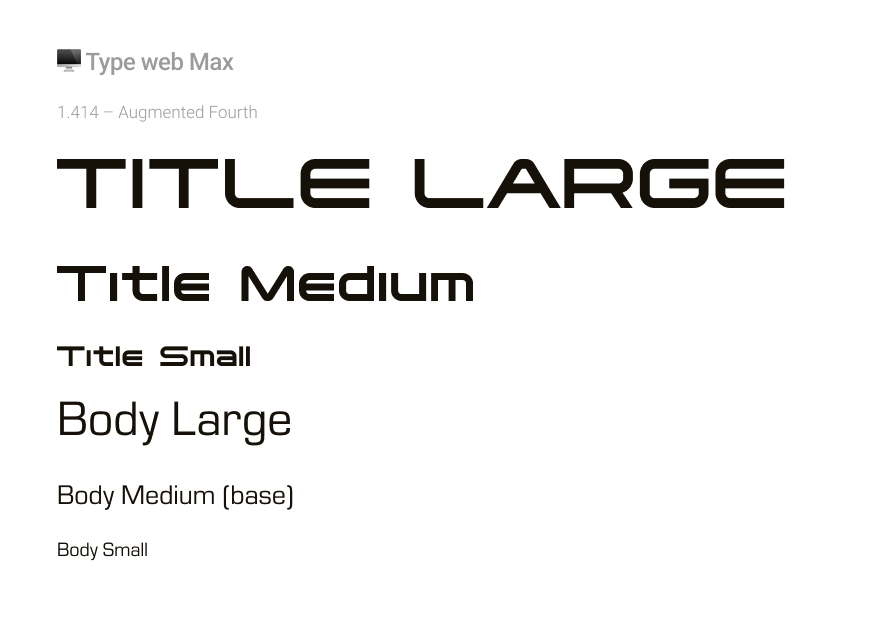 Type web Max
1.414 – Augmented Fourth
TITLE LARGE
Title Medium
Title Small
Body Large
Body Medium (base)
Body Small